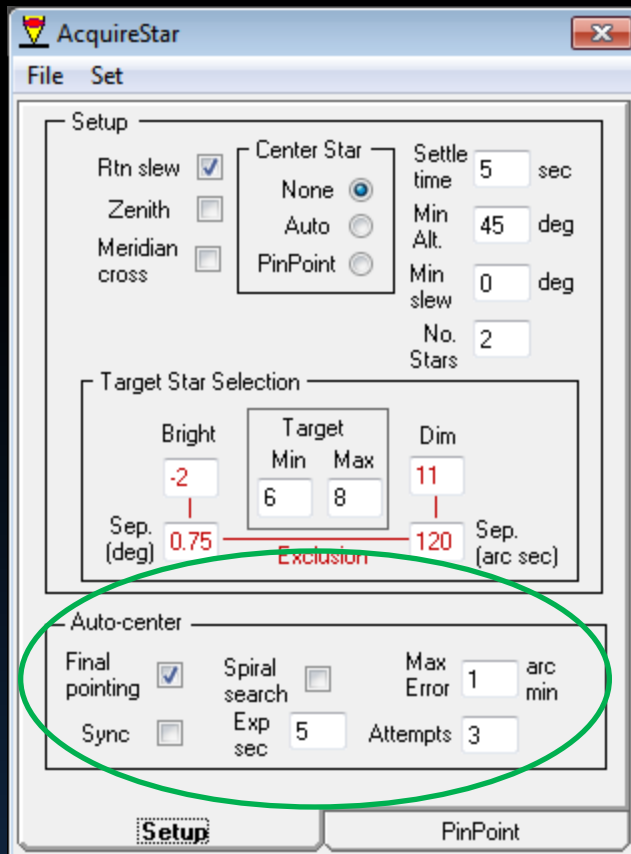 AcquireStar
File Set
Setup
Rtn slew
Zenith
Meridian
cross
Center Star
None
Auto
PinPoint
Settle
time 5 sec
Min
Alt. 45 deg
Min
slew 0 deg
No.
Stars 2
Target Star Selection
Bright
-2
Target
Min Max
6 8
Dim
11
Sep.
(deg) 0.75
Exclusion
120 Sep.
(arc sec)
Auto-center
Final
pointing
Spiral
search
Max
Error 1 arc
min
Sync
Exp
sec 5
Attempts 3
Setup PinPoint